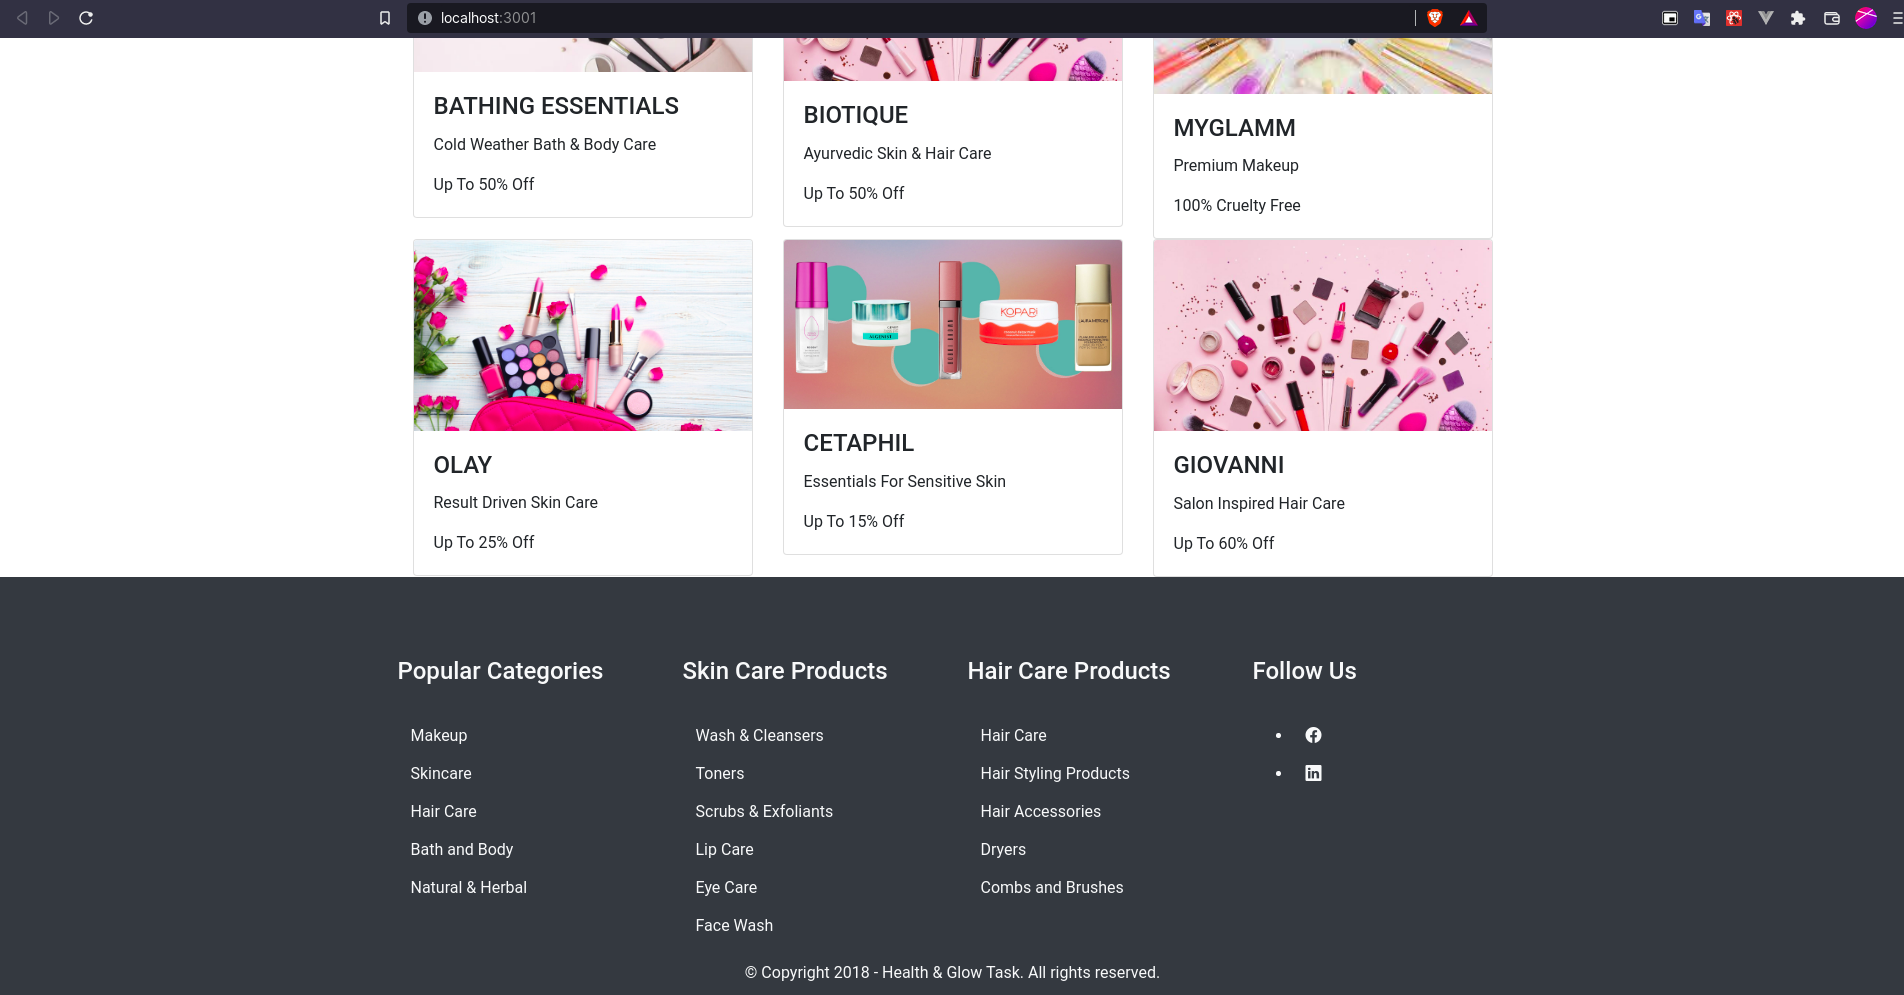 localhost:3001
BATHING ESSENTIALS
Cold Weather Bath & Body Care
Up To 50% Off
BIOTIQUE
Ayurvedic Skin & Hair Care
Up To 50% Off
MYGLAMM
Premium Makeup
100% Cruelty Free
KOPARI
LAURA MERCIER
OLAY
Result Driven Skin Care
Up To 25% Off
CETAPHIL
Essentials For Sensitive Skin
Up To 15% Off
GIOVANNI
Salon Inspired Hair Care
Up To 60% Off
Popular Categories
Makeup
Skincare
Hair Care
Bath and Body
Natural & Herbal
Skin Care Products
Wash & Cleansers
Toners
Scrubs & Exfoliants
Lip Care
Eye Care
Face Wash
Hair Care Products
Hair Care
Hair Styling Products
Hair Accessories
Dryers
Combs and Brushes
Follow Us
in
© Copyright 2018 - Health & Glow Task. All rights reserved.